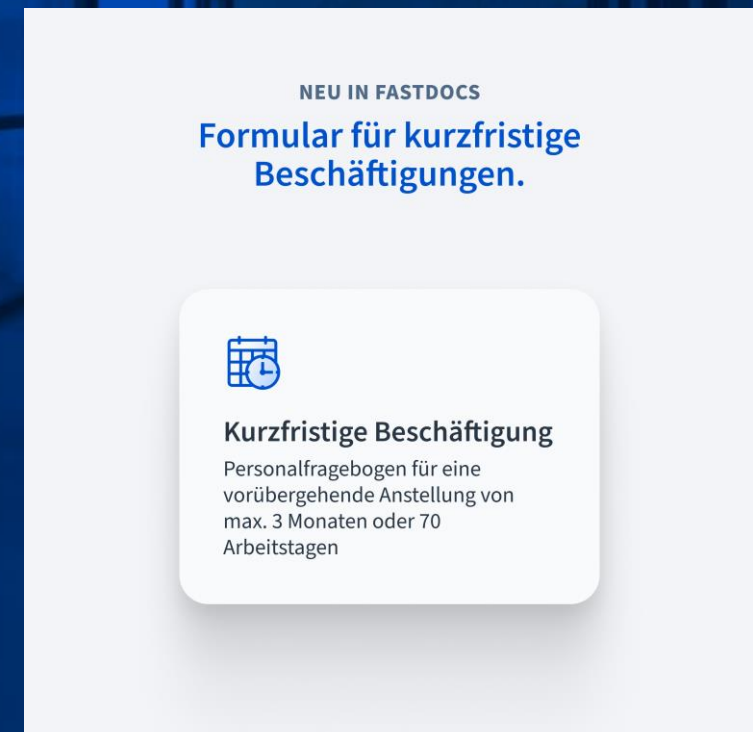 NEU IN FASTDOCS
Formular für kurzfristige
Beschäftigungen.
Kurzfristige Beschäftigung
Personalfragebogen für eine
vorübergehende Anstellung von
max. 3 Monaten oder 70
Arbeitstagen